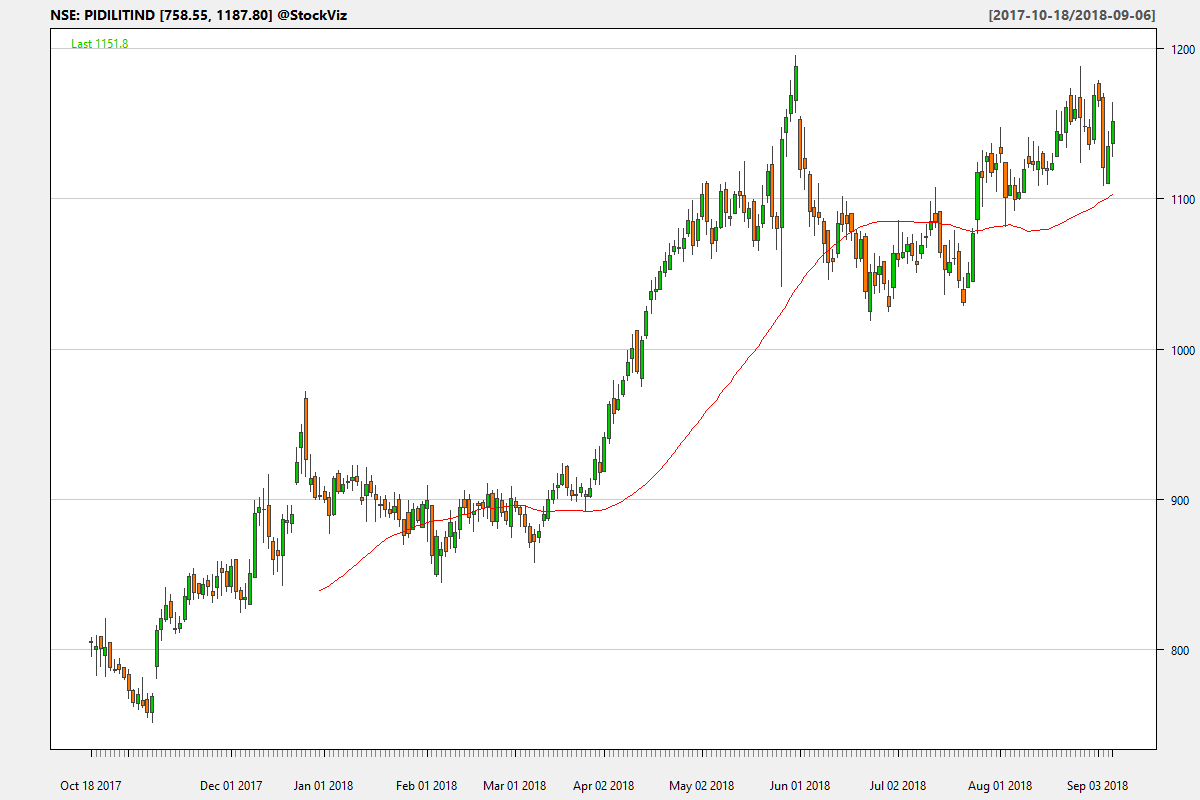 NSE: PIDILITIND [758.55, 1187.80] @StockViz [2017-10-18/2018-09-06]
Last 1151.8
1200
1100
1000
900
800
Oct 18 2017 Dec 01 2017 Jan 01 2018 Feb 01 2018 Mar 01 2018 Apr 02 2018 May 02 2018 Jun 01 2018 Jul 02 2018 Aug 01 2018 Sep 03 2018